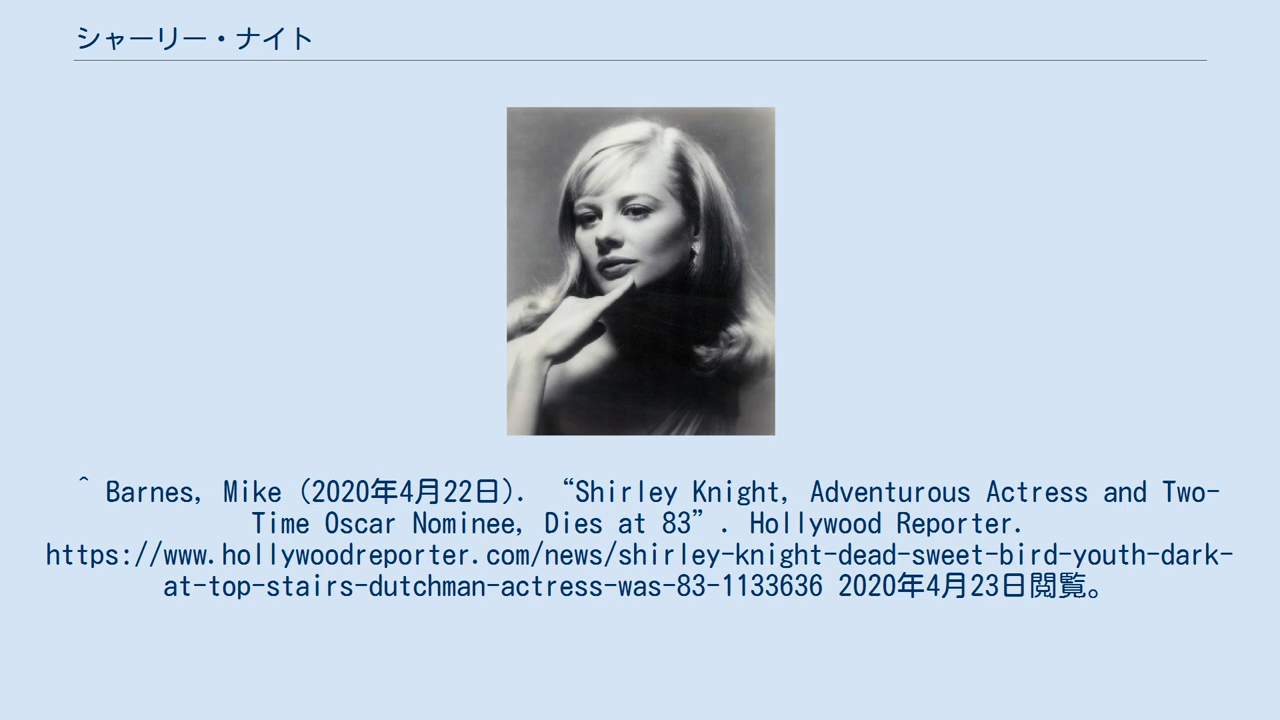 シャーリー・ナイト
^ Barnes, Mike (2020年4月22日). “Shirley Knight, Adventurous Actress and Two-
Time Oscar Nominee, Dies at 83”. Hollywood Reporter.
https://www.hollywoodreporter.com/news/shirley-knight-dead-sweet-bird-youth-dark-
at-top-stairs-dutchman-actress-was-83-1133636 2020年4月23日閲覧。